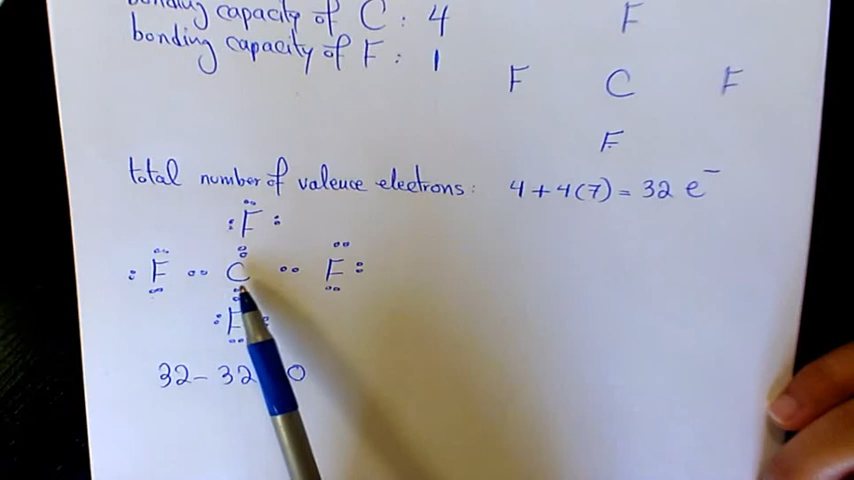 bonding capacity of C : 4
bonding capacity of F : 1
F
F C F
F
total number of valence electrons: 4 + 4(7) = 32 e⁻
:F:
:F ·· C ·· F:
:F:
32 - 32 0